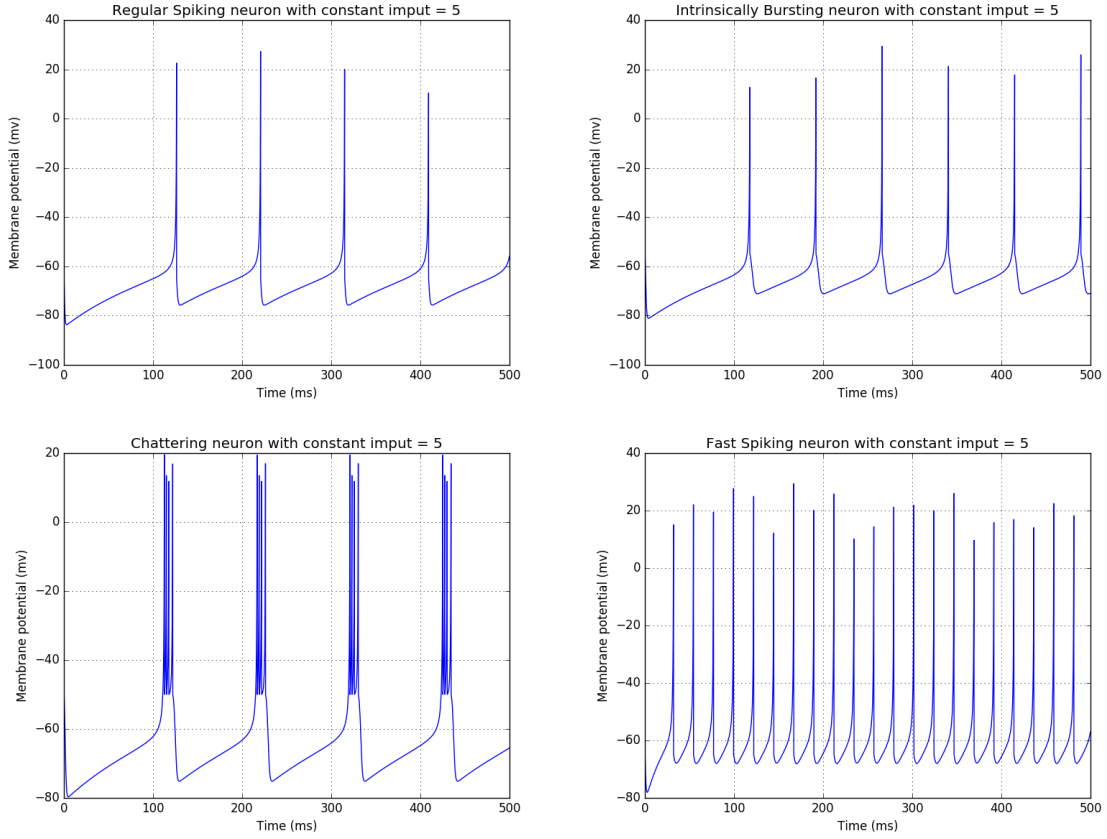 Regular Spiking neuron with constant imput = 5
40
20
0
−20
−40
−60
−80
−100
Membrane potential (mv)
0 100 200 300 400 500
Time (ms)
Intrinsically Bursting neuron with constant imput = 5
40
20
0
−20
−40
−60
−80
−100
Membrane potential (mv)
0 100 200 300 400 500
Time (ms)
Chattering neuron with constant imput = 5
20
0
−20
−40
−60
−80
Membrane potential (mv)
0 100 200 300 400 500
Time (ms)
Fast Spiking neuron with constant imput = 5
40
20
0
−20
−40
−60
−80
Membrane potential (mv)
0 100 200 300 400 500
Time (ms)